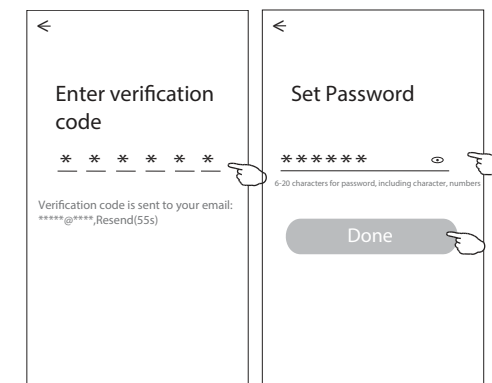 Enter verification
code
* * * * * *
Verification code is sent to your email:
*****@****,Resend(55s)
Set Password
******
6-20 characters for password, including character, numbers
Done